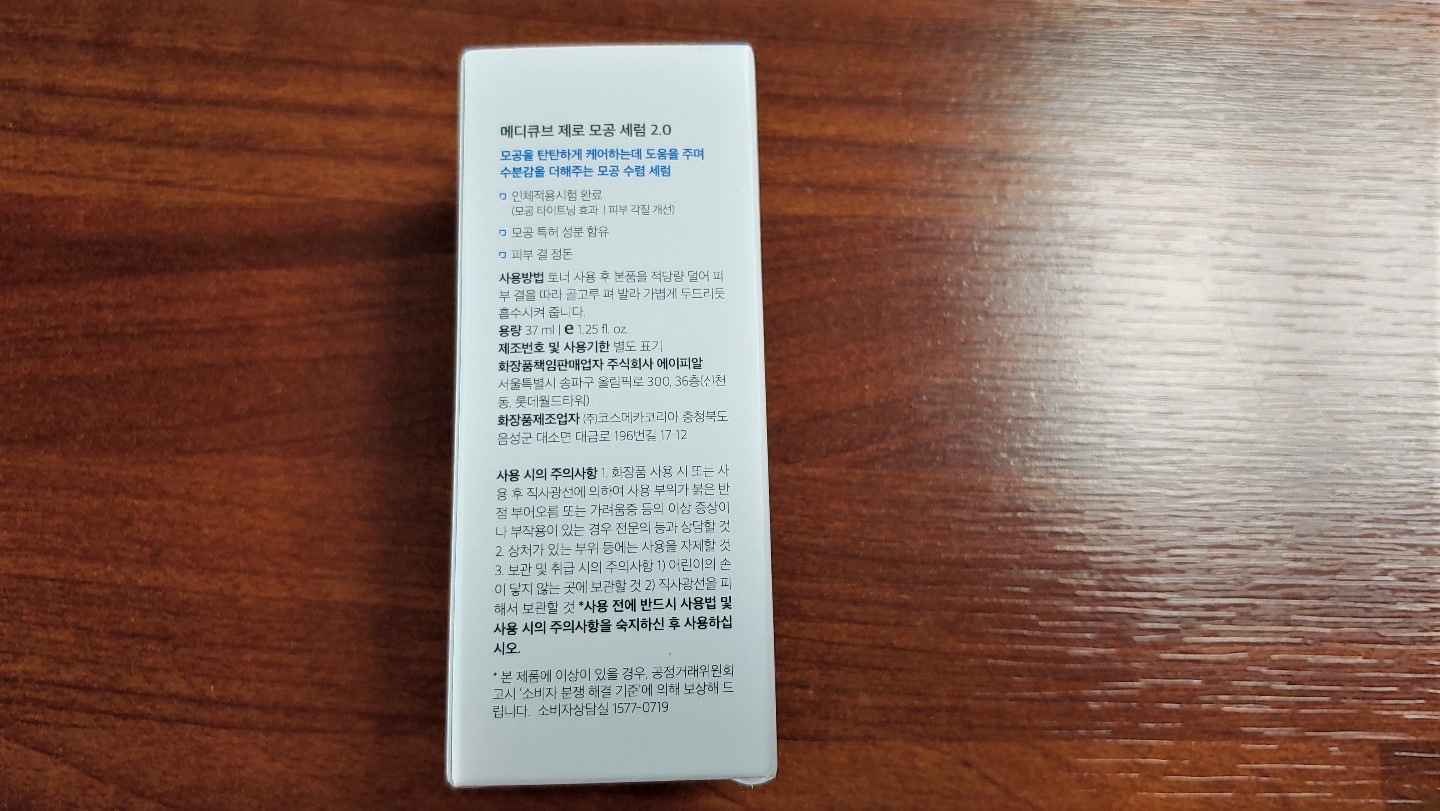 메디큐브 제로 모공 세럼 2.0
모공을 탄탄하게 케어하는데 도움을 주며
수분감을 더해주는 모공 수렴 세럼
인체적용시험 완료
(모공 타이트닝 효과 | 피부 각질 개선)
모공 특허 성분 함유
피부 결 정돈
사용방법 토너 사용 후 본품을 적당량 덜어 피
부 결을 따라 골고루 펴 발라 가볍게 두드리듯
흡수시켜 줍니다.
용량 37 ml | e 1.25 fl. oz.
제조번호 및 사용기한 별도 표기
화장품책임판매업자 주식회사 에이피알
서울특별시 송파구 올림픽로 300, 36층(신천
동, 롯데월드타워)
화장품제조업자 (주)코스메카코리아 충청북도
음성군 대소면 대금로 196번길 17-12
사용 시의 주의사항 1. 화장품 사용 시 또는 사
용 후 직사광선에 의하여 사용 부위가 붉은 반
점 부어오름 또는 가려움증 등의 이상 증상이
나 부작용이 있는 경우 전문의 등과 상담할 것
2. 상처가 있는 부위 등에는 사용을 자제할 것
3. 보관 및 취급 시의 주의사항 1) 어린이의 손
이 닿지 않는 곳에 보관할 것 2) 직사광선을 피
해서 보관할 것 *사용 전에 반드시 사용법 및
사용 시의 주의사항을 숙지하신 후 사용하십
시오.
* 본 제품에 이상이 있을 경우, 공정거래위원회
고시 '소비자 분쟁 해결 기준'에 의해 보상해 드
립니다. 소비자상담실 1577-0719